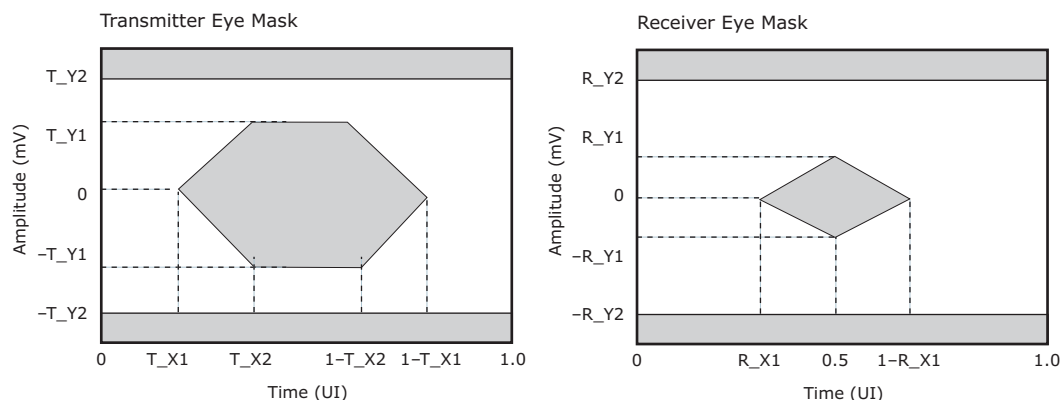 Transmitter Eye Mask
T_Y2
T_Y1
0
–T_Y1
–T_Y2
Amplitude (mV)
0 T_X1 T_X2 1–T_X2 1–T_X1 1.0
Time (UI)
Receiver Eye Mask
R_Y2
R_Y1
0
–R_Y1
–R_Y2
Amplitude (mV)
0 R_X1 0.5 1–R_X1 1.0
Time (UI)